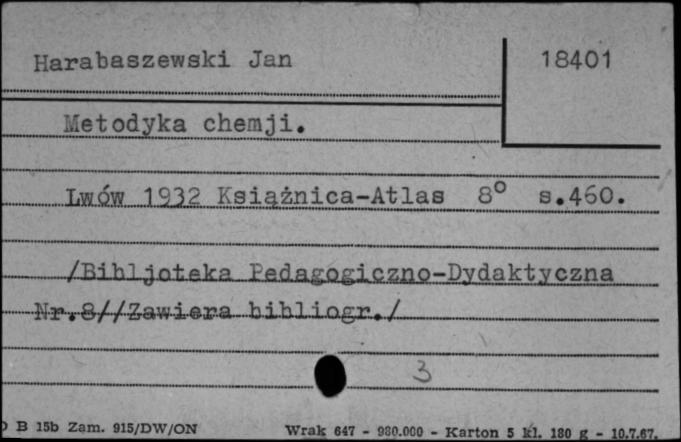 Harabaszewski Jan
18401
Metodyka chemji.
Lwów 1932 Książnica-Atlas 8° s.460.
/Bibljoteka Pedagogiczno-Dydaktyczna
Nr.8//Zawiera bibliogr./
3
B 15b Zam. 915/DW/ON Wrak 647 - 980.000 - Karton 5 kl. 180 g - 10.7.67.